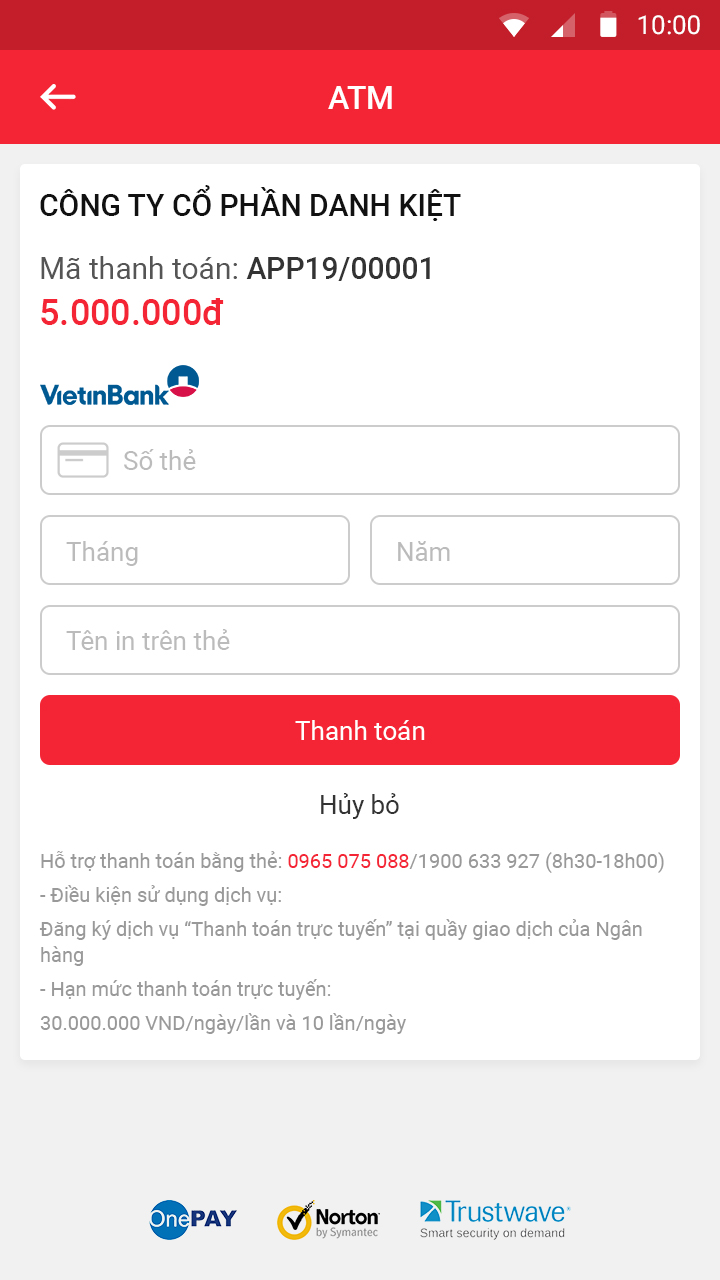 10:00
ATM
CÔNG TY CỔ PHẦN DANH KIỆT
Mã thanh toán: APP19/00001
5.000.000đ
VietinBank
Số thẻ
Tháng
Năm
Tên in trên thẻ
Thanh toán
Hủy bỏ
Hỗ trợ thanh toán bằng thẻ: 0965 075 088/1900 633 927 (8h30-18h00)
- Điều kiện sử dụng dịch vụ:
Đăng ký dịch vụ “Thanh toán trực tuyến” tại quầy giao dịch của Ngân
hàng
- Hạn mức thanh toán trực tuyến:
30.000.000 VND/ngày/lần và 10 lần/ngày
OnePAY
Norton
by Symantec
Trustwave®
Smart security on demand